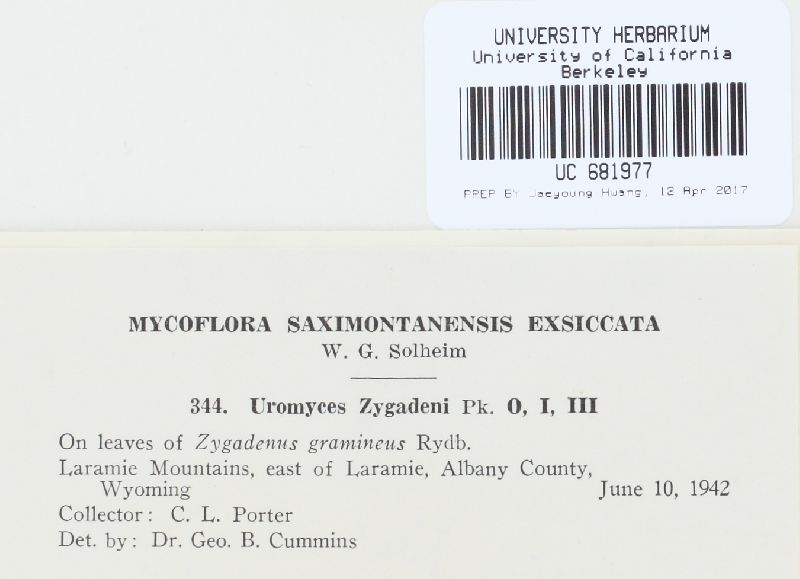 UNIVERSITY HERBARIUM
University of California
Berkeley
UC 681977
PREP BY Jaeyoung Hwang, 12 Apr 2017
MYCOFLORA SAXIMONTANENSIS EXSICCATA
W. G. Solheim
344. Uromyces Zygadeni Pk. O, I, III
On leaves of Zygadenus gramineus Rydb.
Laramie Mountains, east of Laramie, Albany County,
Wyoming June 10, 1942
Collector: C. L. Porter
Det. by: Dr. Geo. B. Cummins